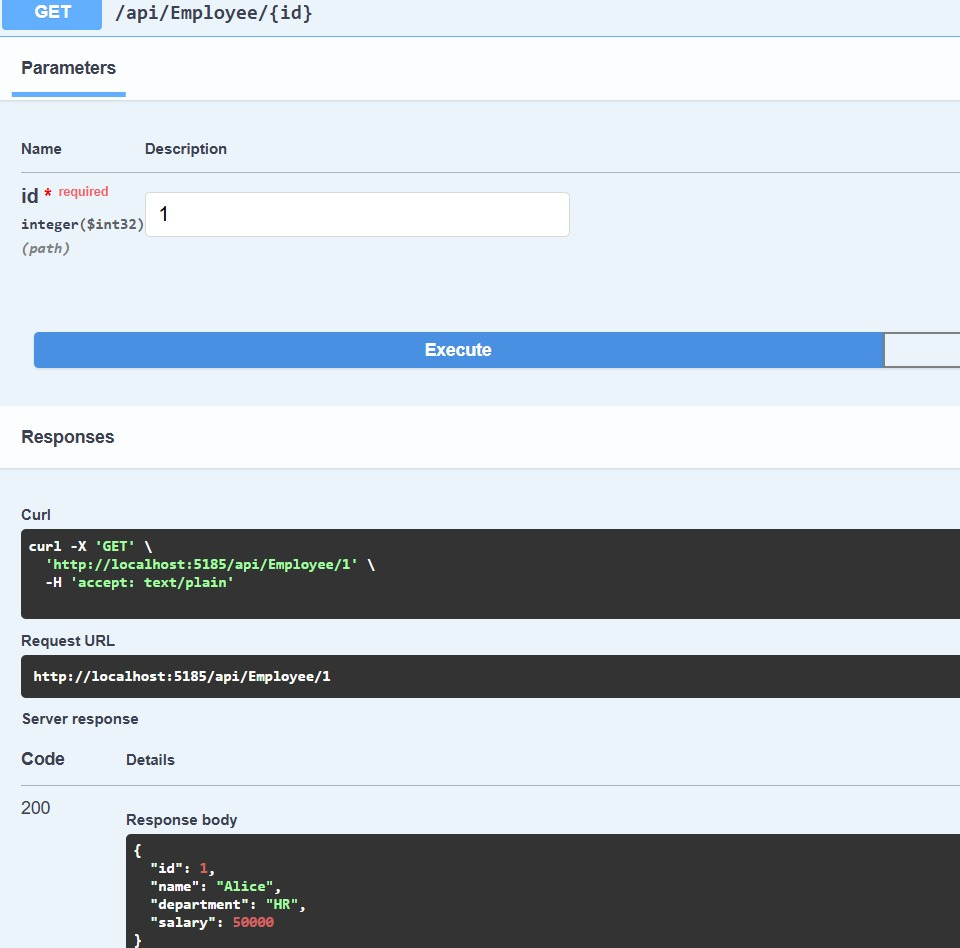 GET /api/Employee/{id}
Parameters
Name Description
id * required
integer($int32)
(path)
1
Execute
Responses
Curl
curl -X 'GET' \
  'http://localhost:5185/api/Employee/1' \
  -H 'accept: text/plain'
Request URL
http://localhost:5185/api/Employee/1
Server response
Code Details
200
Response body
{
  "id": 1,
  "name": "Alice",
  "department": "HR",
  "salary": 50000
}